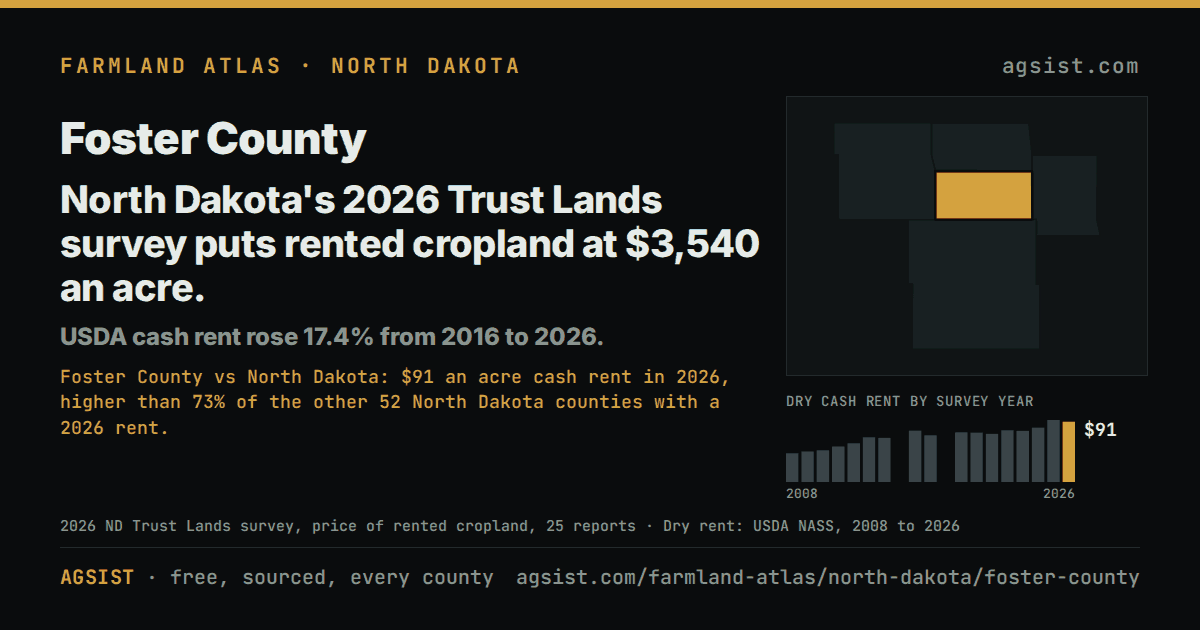 FARMLAND ATLAS · NORTH DAKOTA
agsist.com
Foster County
North Dakota's 2026 Trust Lands
survey puts rented cropland at $3,540
an acre.
USDA cash rent rose 17.4% from 2016 to 2026.
Foster County vs North Dakota: $91 an acre cash rent in 2026,
higher than 73% of the other 52 North Dakota counties with a
2026 rent.
DRY CASH RENT BY SURVEY YEAR
$91
2008
2026
2026 ND Trust Lands survey, price of rented cropland, 25 reports · Dry rent: USDA NASS, 2008 to 2026
AGSIST · free, sourced, every county
agsist.com/farmland-atlas/north-dakota/foster-county